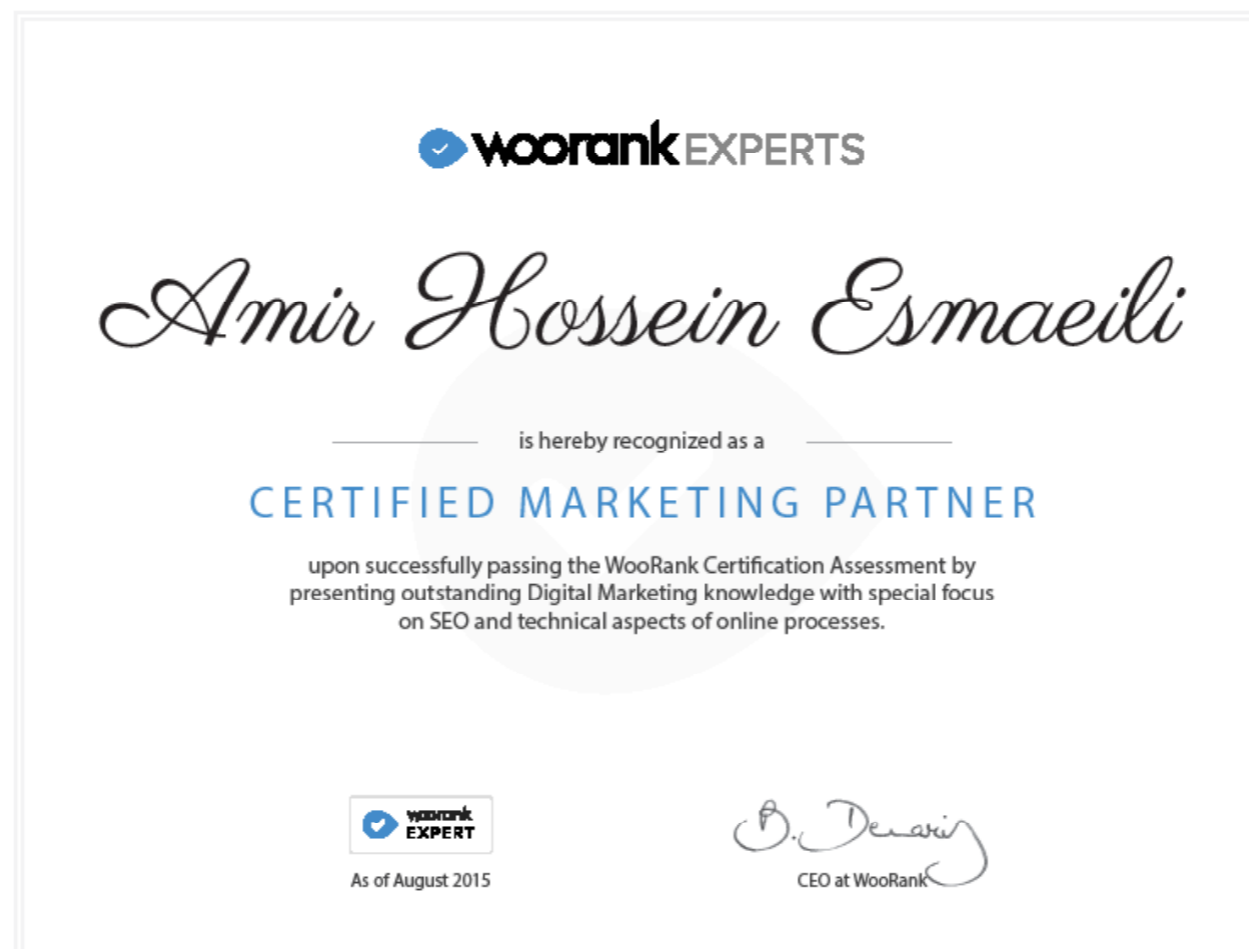 woorank EXPERTS
Amir Hossein Esmaeili
is hereby recognized as a
CERTIFIED MARKETING PARTNER
upon successfully passing the WooRank Certification Assessment by
presenting outstanding Digital Marketing knowledge with special focus
on SEO and technical aspects of online processes.
woorank
EXPERT
As of August 2015
B.
CEO at WooRank